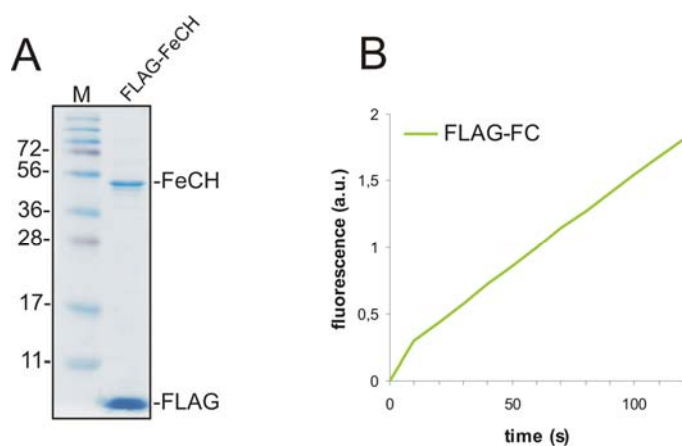 A
M
FLAG-FeCH
72-
56-
36-
28-
17-
11-
-FeCH
-FLAG
B
FLAG-FC
fluorescence (a.u.)
2
1,5
1
0,5
0
0
50
100
time (s)